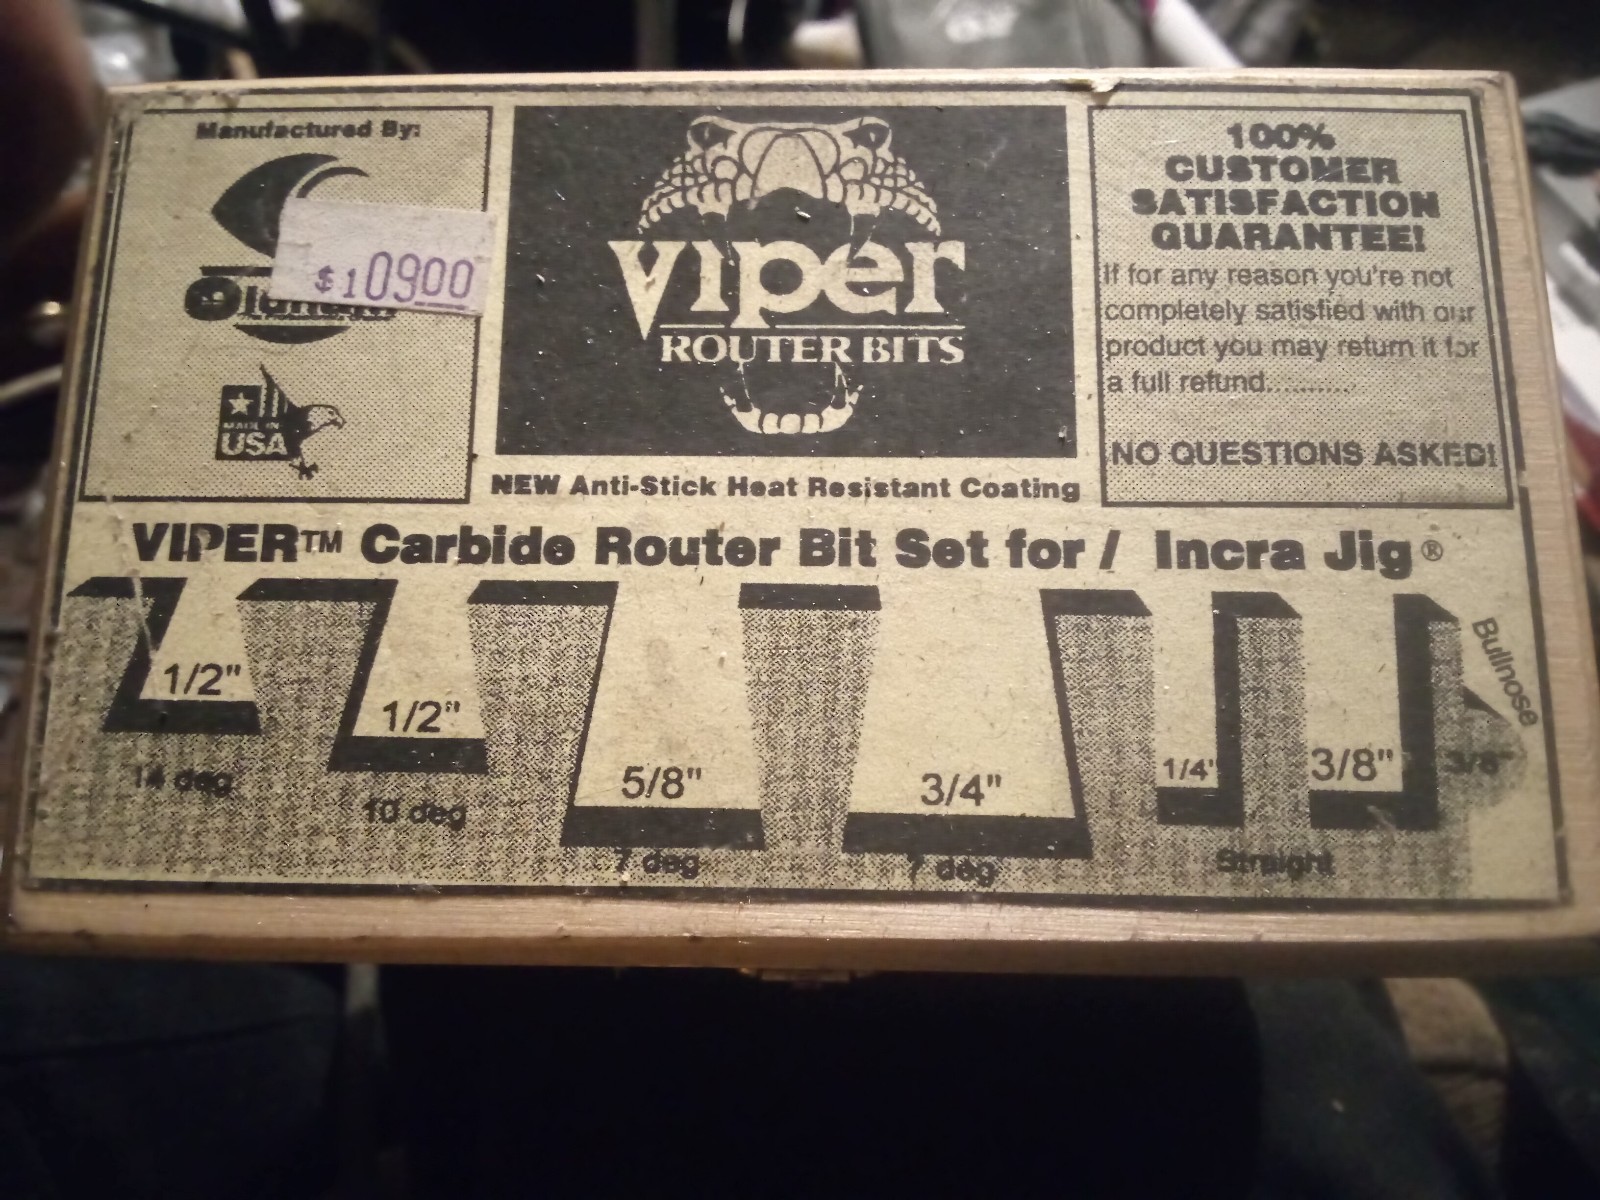 Manufactured By:
$109.00
MADE IN
USA
viper
ROUTER BITS
NEW Anti-Stick Heat Resistant Coating
100%
CUSTOMER
SATISFACTION
GUARANTEE!
If for any reason you're not
completely satisfied with our
product you may return it for
a full refund...........
NO QUESTIONS ASKED!
VIPER™ Carbide Router Bit Set for / Incra Jig®
1/2"
14 deg
1/2"
10 deg
5/8"
7 deg
3/4"
7 deg
1/4"
3/8"
Straight
Bullnose
3/8"